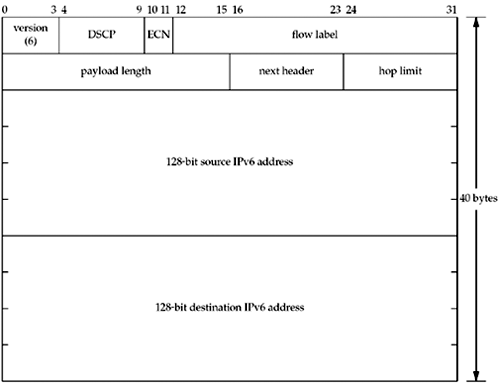 0 3 4 9 10 11 12 15 16 23 24 31
version DSCP ECN flow label
(6)
payload length next header hop limit
128-bit source IPv6 address
40 bytes
128-bit destination IPv6 address